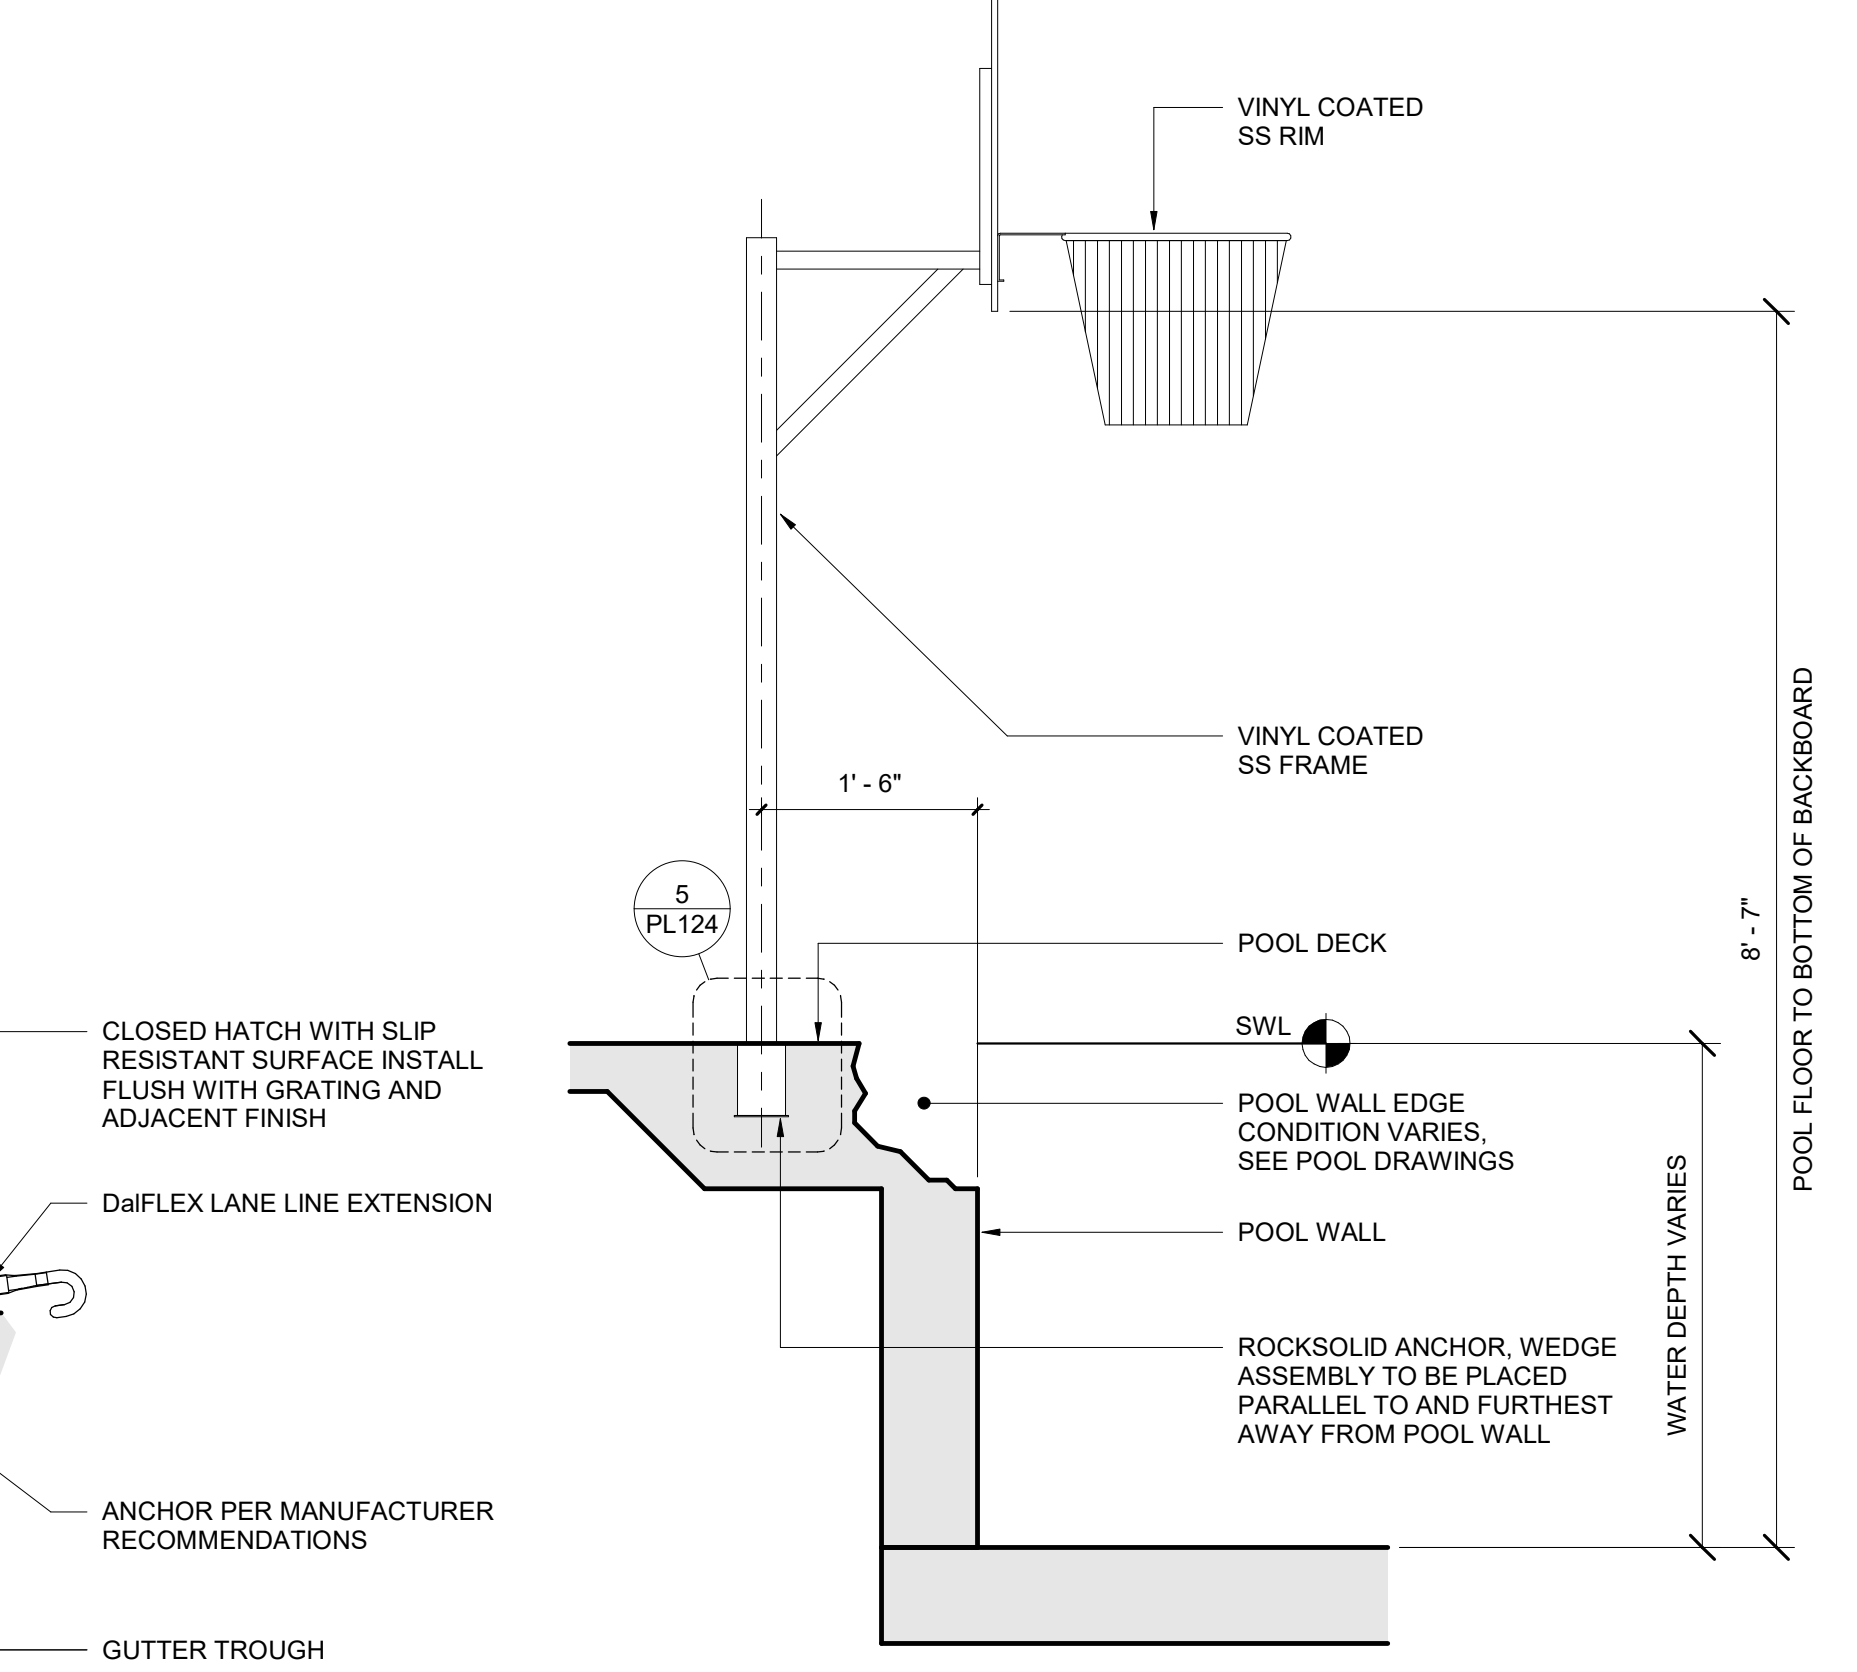 VINYL COATED
SS RIM
VINYL COATED
SS FRAME
1' - 6"
5
PL124
POOL DECK
SWL
POOL WALL EDGE
CONDITION VARIES,
SEE POOL DRAWINGS
POOL WALL
ROCKSOLID ANCHOR, WEDGE
ASSEMBLY TO BE PLACED
PARALLEL TO AND FURTHEST
AWAY FROM POOL WALL
WATER DEPTH VARIES
8' - 7"
POOL FLOOR TO BOTTOM OF BACKBOARD
CLOSED HATCH WITH SLIP
RESISTANT SURFACE INSTALL
FLUSH WITH GRATING AND
ADJACENT FINISH
DalFLEX LANE LINE EXTENSION
ANCHOR PER MANUFACTURER
RECOMMENDATIONS
GUTTER TROUGH